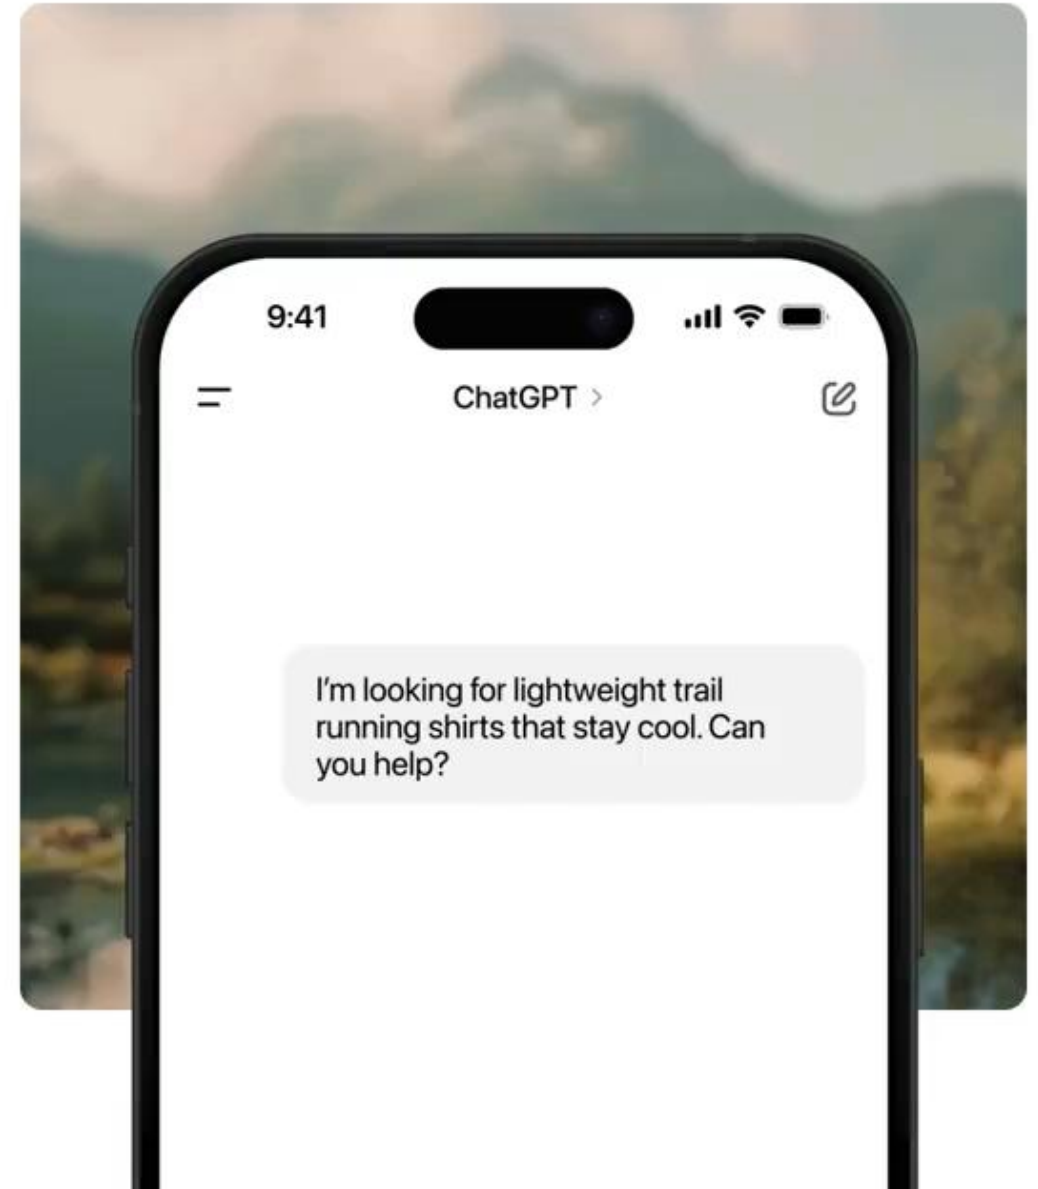 9:41
ChatGPT >
I'm looking for lightweight trail
running shirts that stay cool. Can
you help?